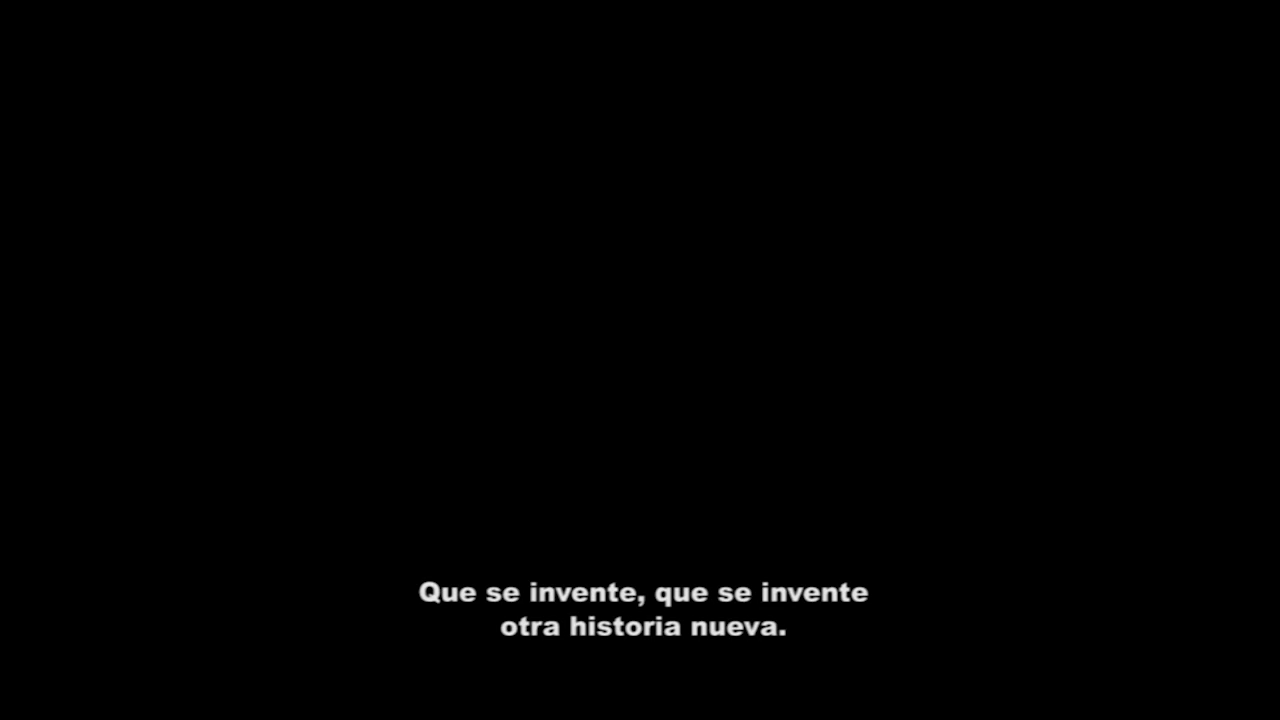 Que se invente, que se invente
otra historia nueva.